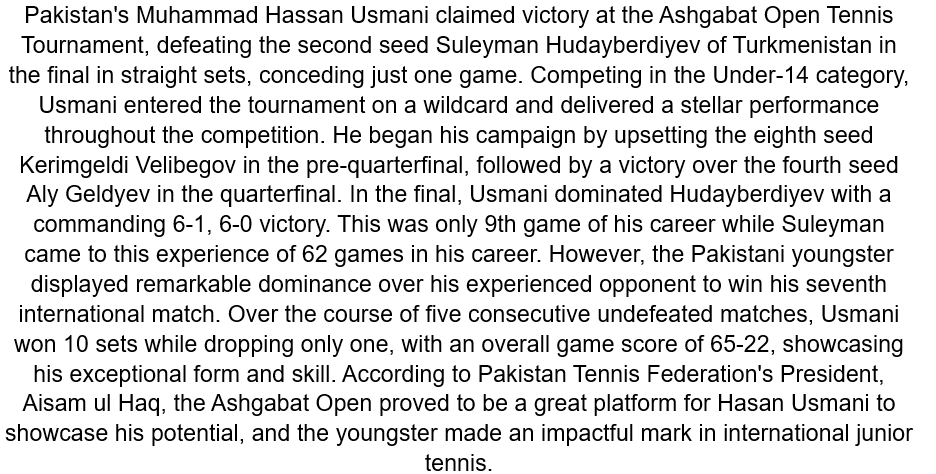 Pakistan's Muhammad Hassan Usmani claimed victory at the Ashgabat Open Tennis
Tournament, defeating the second seed Suleyman Hudayberdiyev of Turkmenistan in
the final in straight sets, conceding just one game. Competing in the Under-14 category,
Usmani entered the tournament on a wildcard and delivered a stellar performance
throughout the competition. He began his campaign by upsetting the eighth seed
Kerimgeldi Velibegov in the pre-quarterfinal, followed by a victory over the fourth seed
Aly Geldyev in the quarterfinal. In the final, Usmani dominated Hudayberdiyev with a
commanding 6-1, 6-0 victory. This was only 9th game of his career while Suleyman
came to this experience of 62 games in his career. However, the Pakistani youngster
displayed remarkable dominance over his experienced opponent to win his seventh
international match. Over the course of five consecutive undefeated matches, Usmani
won 10 sets while dropping only one, with an overall game score of 65-22, showcasing
his exceptional form and skill. According to Pakistan Tennis Federation's President,
Aisam ul Haq, the Ashgabat Open proved to be a great platform for Hasan Usmani to
showcase his potential, and the youngster made an impactful mark in international junior
tennis.